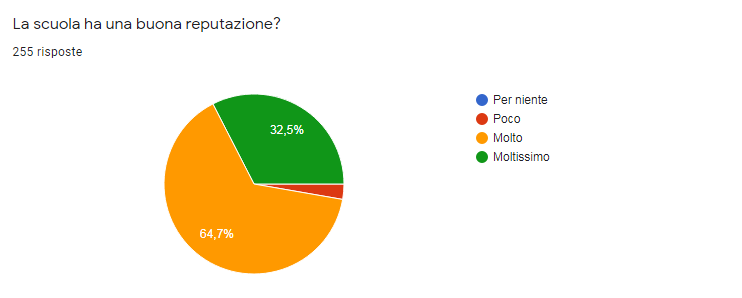 La scuola ha una buona reputazione?
255 risposte
32,5%
64,7%
Per niente
Poco
Molto
Moltissimo